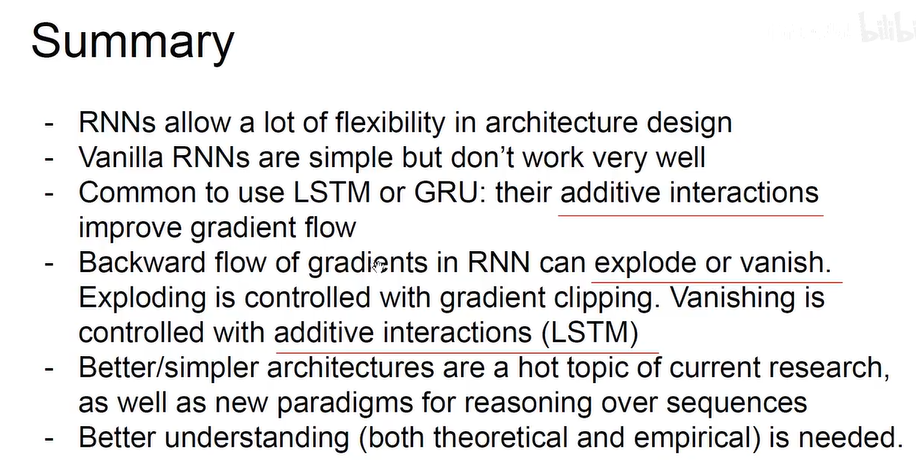 Summary
- RNNs allow a lot of flexibility in architecture design
- Vanilla RNNs are simple but don't work very well
- Common to use LSTM or GRU: their additive interactions
improve gradient flow
- Backward flow of gradients in RNN can explode or vanish.
Exploding is controlled with gradient clipping. Vanishing is
controlled with additive interactions (LSTM)
- Better/simpler architectures are a hot topic of current research,
as well as new paradigms for reasoning over sequences
- Better understanding (both theoretical and empirical) is needed.